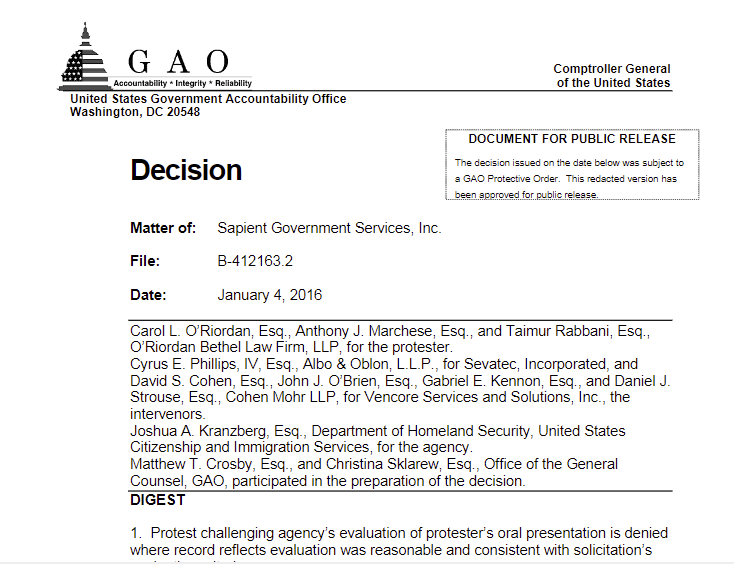 G A O
Accountability * Integrity * Reliability
United States Government Accountability Office
Washington, DC 20548
Comptroller General
of the United States
DOCUMENT FOR PUBLIC RELEASE
The decision issued on the date below was subject to
a GAO Protective Order.  This redacted version has
been approved for public release.
Decision
Matter of: Sapient Government Services, Inc.
File: B-412163.2
Date: January 4, 2016
Carol L. O’Riordan, Esq., Anthony J. Marchese, Esq., and Taimur Rabbani, Esq.,
O’Riordan Bethel Law Firm, LLP, for the protester.
Cyrus E. Phillips, IV, Esq., Albo & Oblon, L.L.P., for Sevatec, Incorporated, and
David S. Cohen, Esq., John J. O’Brien, Esq., Gabriel E. Kennon, Esq., and Daniel J.
Strouse, Esq., Cohen Mohr LLP, for Vencore Services and Solutions, Inc., the
intervenors.
Joshua A. Kranzberg, Esq., Department of Homeland Security, United States
Citizenship and Immigration Services, for the agency.
Matthew T. Crosby, Esq., and Christina Sklarew, Esq., Office of the General
Counsel, GAO, participated in the preparation of the decision.
DIGEST
1.  Protest challenging agency’s evaluation of protester’s oral presentation is denied
where record reflects evaluation was reasonable and consistent with solicitation’s